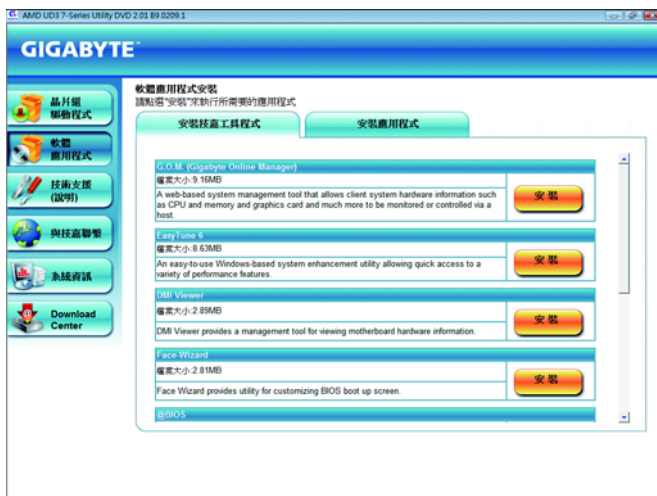 AMD UD3 7-Series Utility DVD 2.01 B9.0209.1
GIGABYTE™
晶片組
驅動程式
軟體
應用程式
技術支援
(說明)
與技嘉聯繫
系統資訊
Download
Center
軟體應用程式安裝
請點選"安裝"來執行所需要的應用程式
安裝技嘉工具程式
安裝應用程式
G.O.M. (Gigabyte Online Manager)
檔案大小:9.16MB
A web-based system management tool that allows client system hardware information such
as CPU and memory and graphics card and much more to be monitored or controlled via a
host.
安裝
EasyTune 6
檔案大小:8.63MB
An easy-to-use Windows-based system enhancement utility allowing quick access to a
variety of performance features.
安裝
DMI Viewer
檔案大小:2.89MB
DMI Viewer provides a management tool for viewing motherboard hardware information.
安裝
Face-Wizard
檔案大小:2.81MB
Face Wizard provides utility for customizing BIOS boot up screen.
安裝
@BIOS